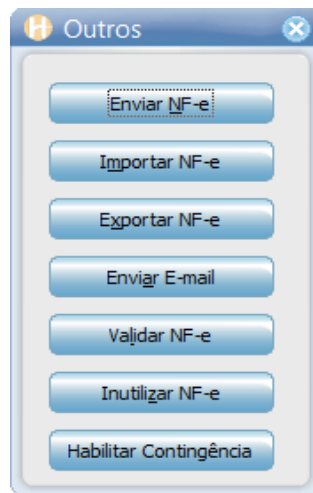 Outros
Enviar NF-e
Importar NF-e
Exportar NF-e
Enviar E-mail
Validar NF-e
Inutilizar NF-e
Habilitar Contingência